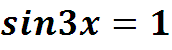 sin3x = 1